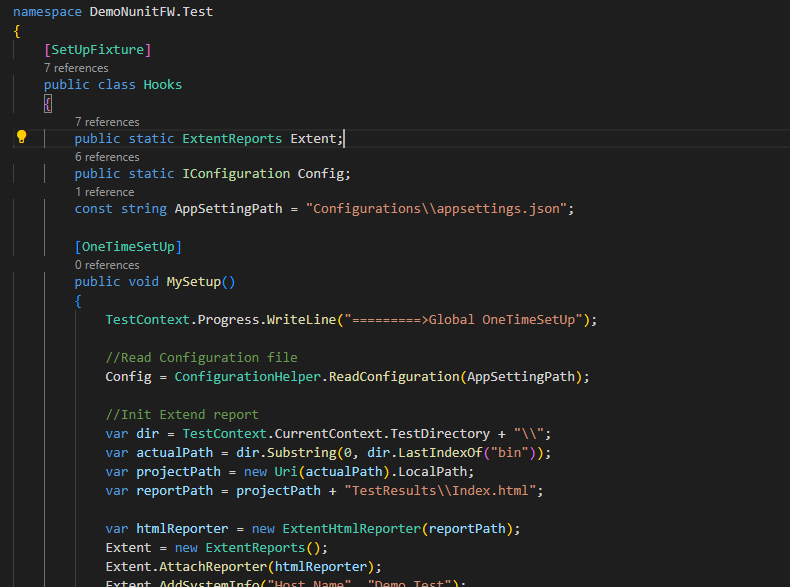 namespace DemoNunitFW.Test
{
[SetUpFixture]
7 references
public class Hooks
{
7 references
public static ExtentReports Extent;
6 references
public static IConfiguration Config;
1 reference
const string AppSettingPath = "Configurations\\appsettings.json";
[OneTimeSetUp]
0 references
public void MySetup()
{
TestContext.Progress.WriteLine("=========>Global OneTimeSetUp");
//Read Configuration file
Config = ConfigurationHelper.ReadConfiguration(AppSettingPath);
//Init Extend report
var dir = TestContext.CurrentContext.TestDirectory + "\\";
var actualPath = dir.Substring(0, dir.LastIndexOf("bin"));
var projectPath = new Uri(actualPath).LocalPath;
var reportPath = projectPath + "TestResults\\Index.html";
var htmlReporter = new ExtentHtmlReporter(reportPath);
Extent = new ExtentReports();
Extent.AttachReporter(htmlReporter);
Extent.AddSystemInfo("Host Name", "Demo Test");